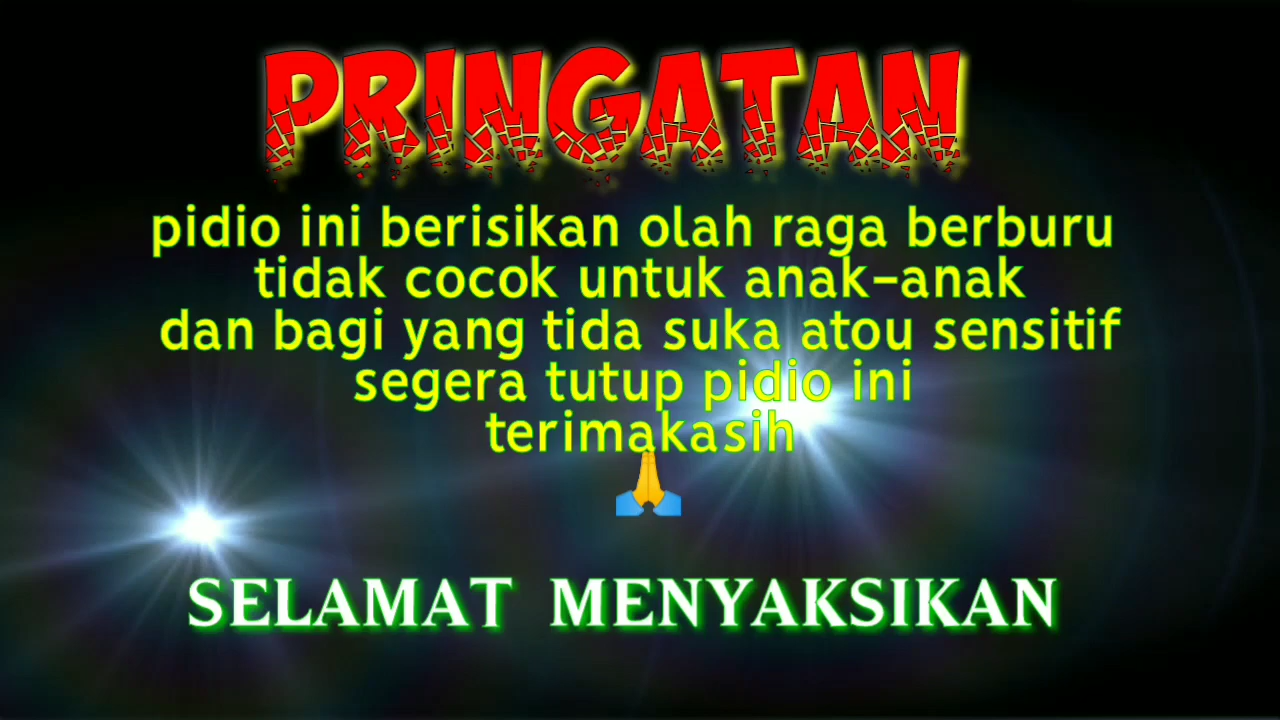 PRINGATAN
pidio ini berisikan olah raga berburu
tidak cocok untuk anak-anak
dan bagi yang tida suka atou sensitif
segera tutup pidio ini
terimakasih
🙏
SELAMAT MENYAKSIKAN